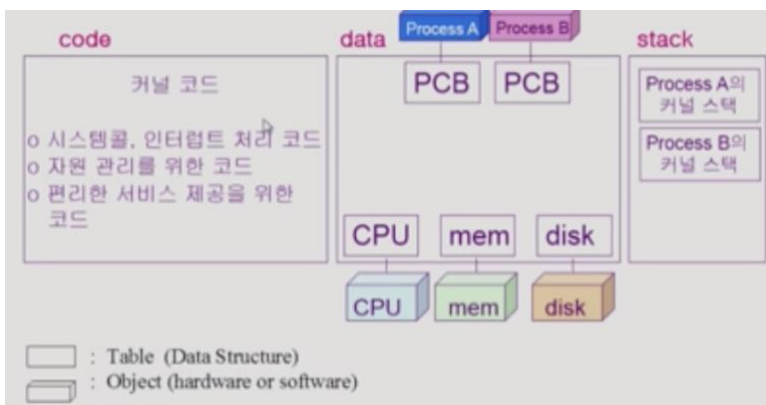 code
커널 코드
o 시스템콜, 인터럽트 처리 코드
o 자원 관리를 위한 코드
o 편리한 서비스 제공을 위한
코드
data
Process A
Process B
PCB
PCB
CPU
mem
disk
CPU
mem
disk
stack
Process A의
커널 스택
Process B의
커널 스택
: Table (Data Structure)
: Object (hardware or software)